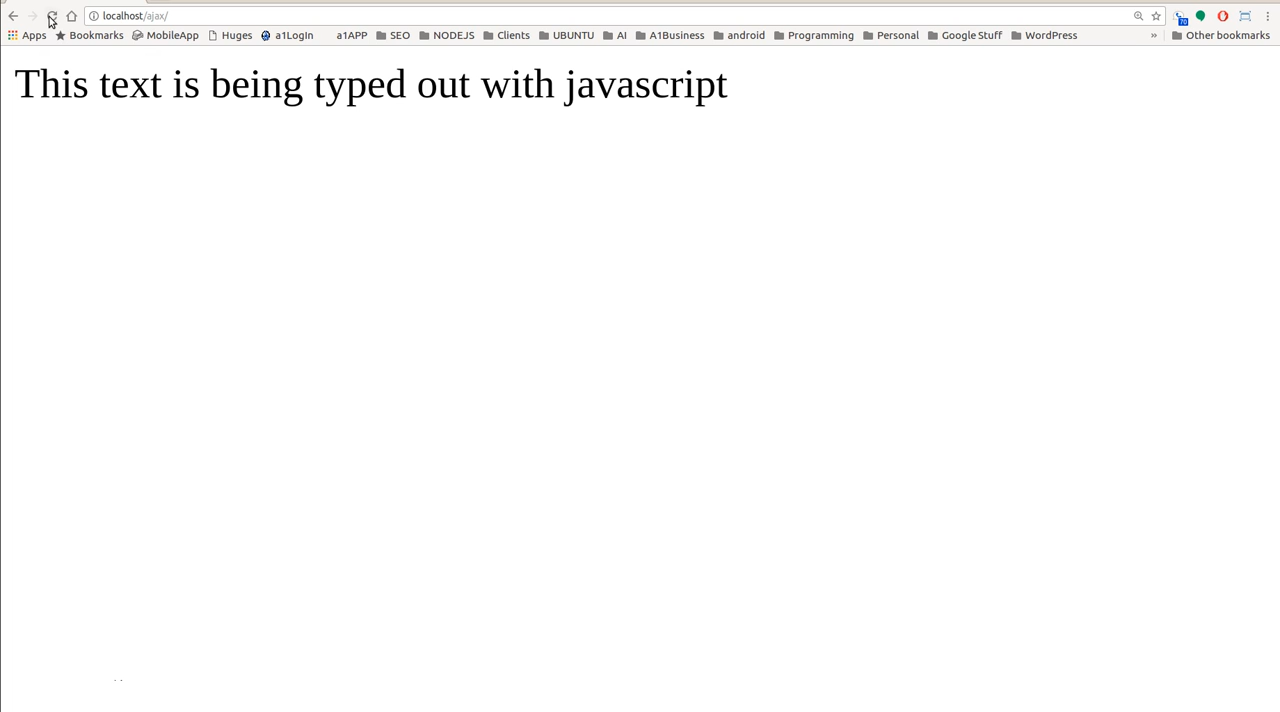 localhost/ajax/
70
Apps Bookmarks MobileApp Huges a1LogIn a1APP SEO NODEJS Clients UBUNTU AI A1Business android Programming Personal Google Stuff WordPress » Other bookmarks
This text is being typed out with javascript